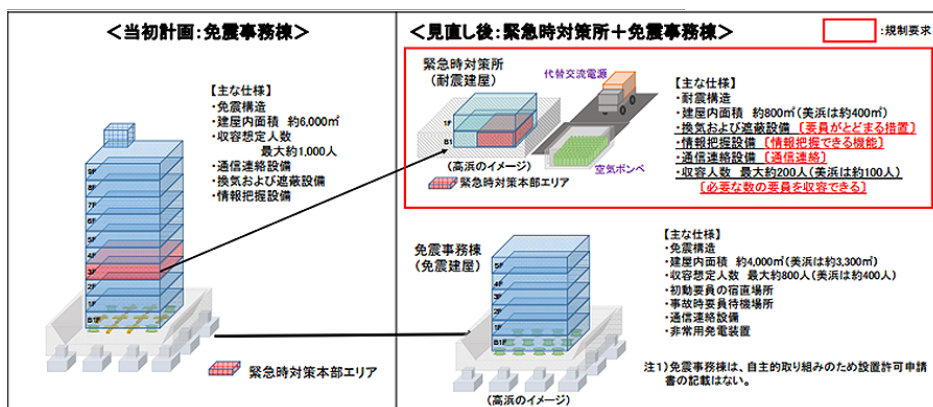 ＜当初計画：免震事務棟＞
【主な仕様】
・免震構造
・建屋内面積　約6,000㎡
・収容想定人数
最大約1,000人
・通信連絡設備
・換気および遮蔽設備
・情報把握設備
9F
8F
7F
6F
5F
4F
3F
2F
1F
B1F
緊急時対策本部エリア
＜見直し後：緊急時対策所＋免震事務棟＞
：規制要求
緊急時対策所
（耐震建屋）
1F
B1
（高浜のイメージ）
緊急時対策本部エリア
代替交流電源
空気ボンベ
【主な仕様】
・耐震構造
・建屋内面積　約800㎡（美浜は約400㎡）
・換気および遮蔽設備［要員がとどまる措置］
・情報把握設備［情報把握できる機能］
・通信連絡設備［通信連絡］
・収容人数　最大約200人（美浜は約100人）
［必要な数の要員を収容できる］
免震事務棟
（免震建屋）
5F
4F
3F
2F
1F
B1F
（高浜のイメージ）
【主な仕様】
・免震構造
・建屋内面積　約4,000㎡（美浜は約3,300㎡）
・収容想定人数　最大約800人（美浜は約400人）
・初動要員の宿直場所
・事故時要員待機場所
・通信連絡設備
・非常用発電装置
注１）免震事務棟は、自主的取り組みのため設置許可申請
書の記載はない。